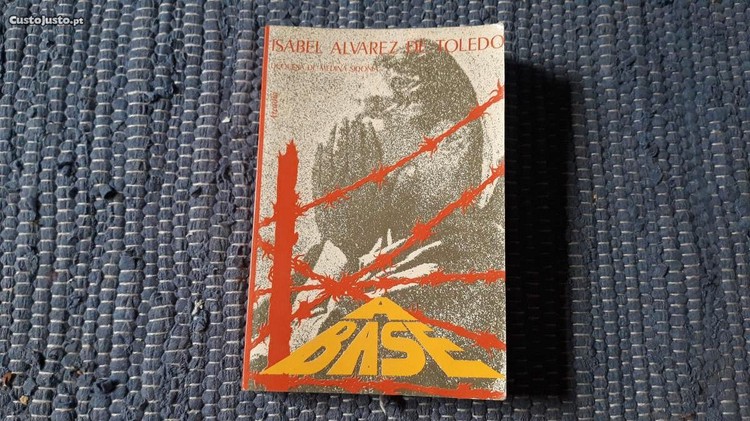 CustoJusto.pt
ISABEL ALVAREZ DE TOLEDO
DUQUESA DE MEDINA SIDONIA
A
BASE